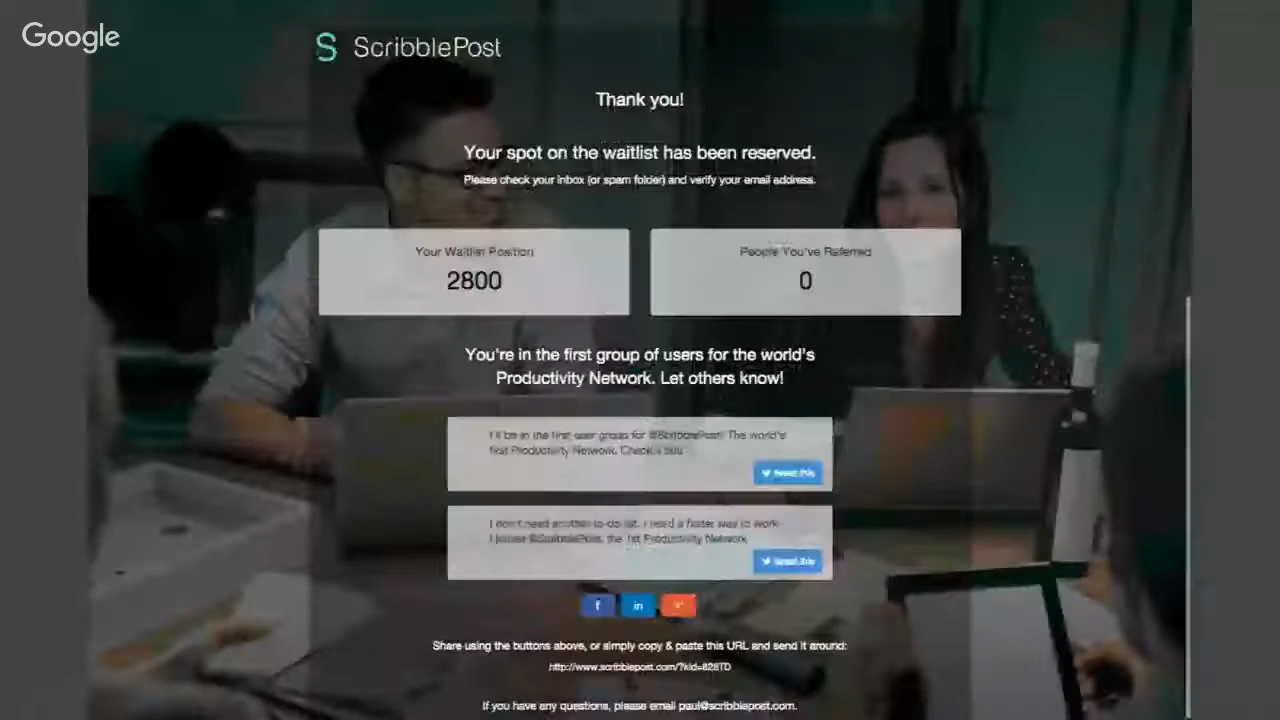 Google
ScribblePost
Thank you!
Your spot on the waitlist has been reserved.
Please check your inbox (or spam folder) and verify your email address.
Your Waitlist Position
People You've Referred
2800
0
You're in the first group of users for the world's
Productivity Network. Let others know!
I'll be in the first user group for @ScribblePost! The world's
first Productivity Network. Check it out
Tweet this
I don't need another to-do list. I need a faster way to work.
I joined @ScribblePost, the 1st Productivity Network
Tweet this
f
in
Share using the buttons above, or simply copy & paste this URL and send it around:
If you have any questions, please email paul@scribblepost.com.